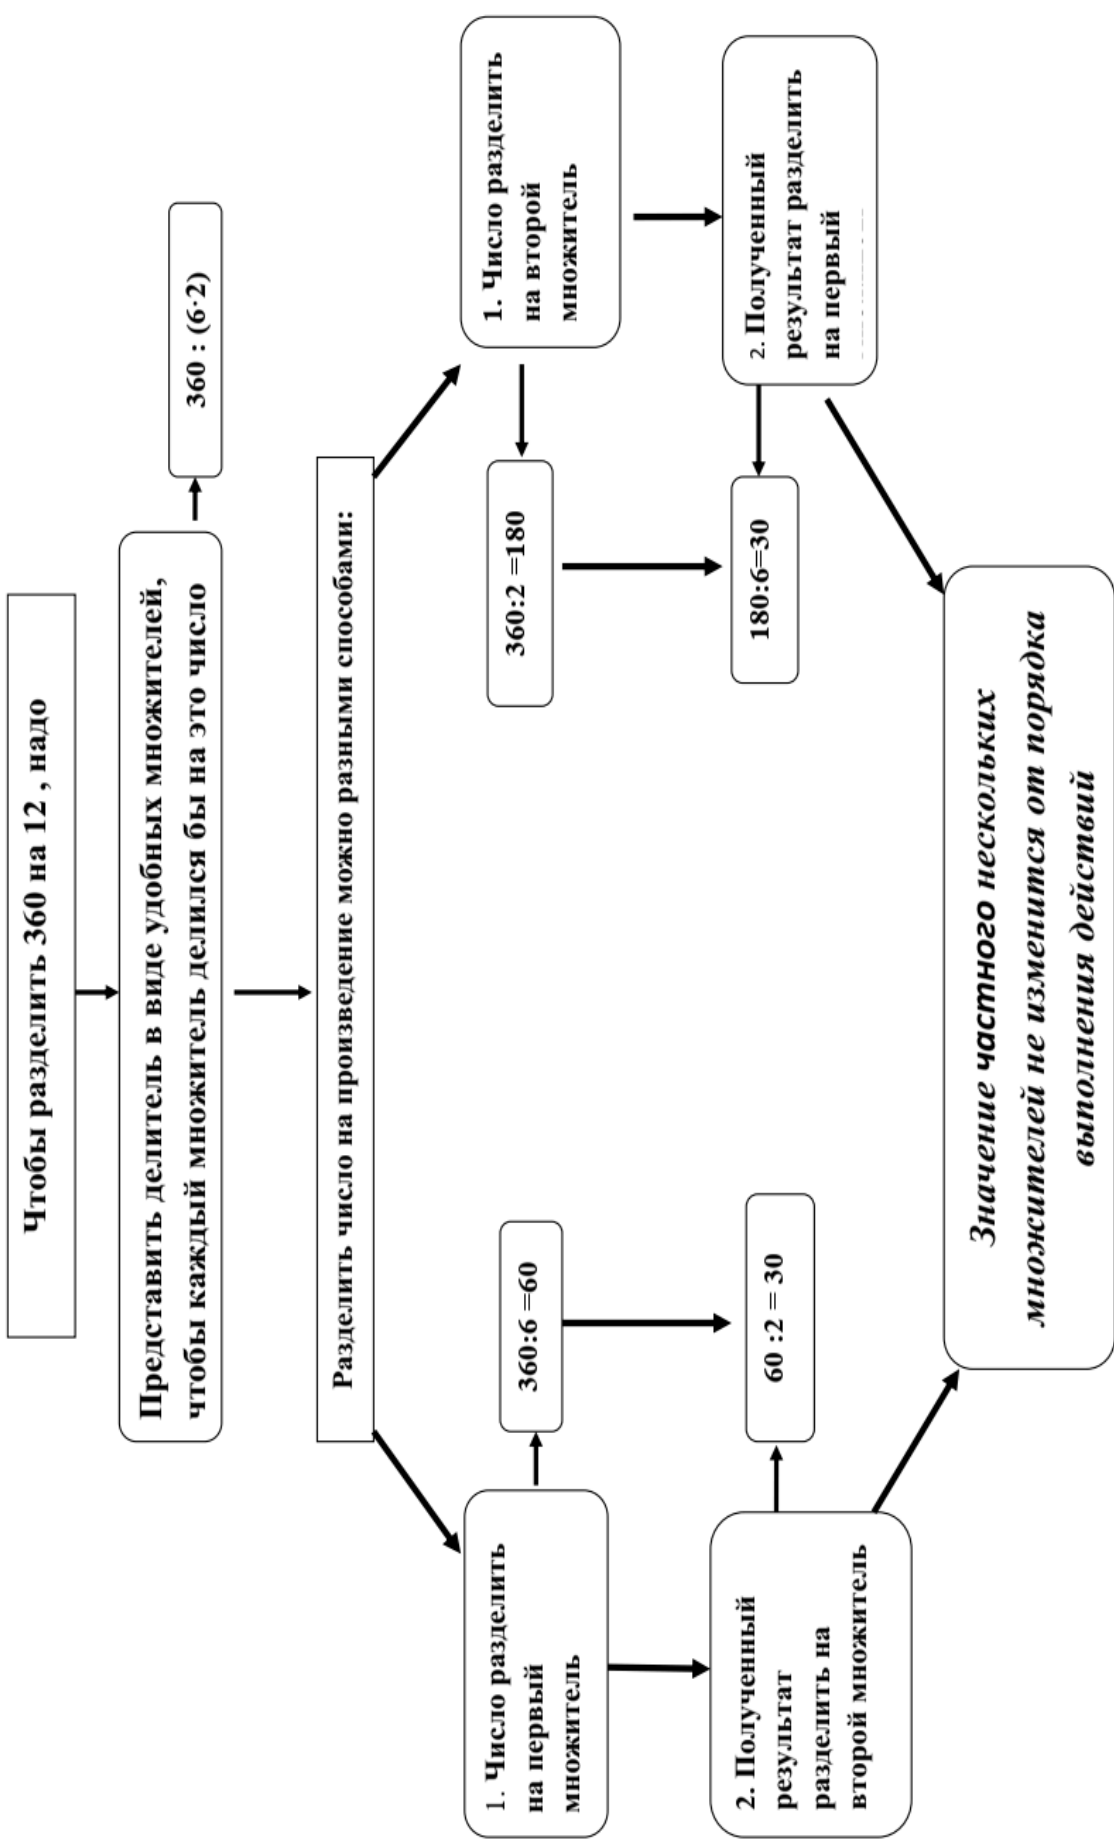 Чтобы разделить 360 на 12 , надо
Представить делитель в виде удобных множителей,
чтобы каждый множитель делился бы на это число
360 : (6·2)
Разделить число на произведение можно разными способами:
1. Число разделить
на первый
множитель
360:6 =60
2. Полученный
результат
разделить на
второй множитель
60 :2 = 30
1. Число разделить
на второй
множитель
360:2 =180
2. Полученный
результат разделить
на первый
180:6=30
Значение частного нескольких
множителей не изменится от порядка
выполнения действий